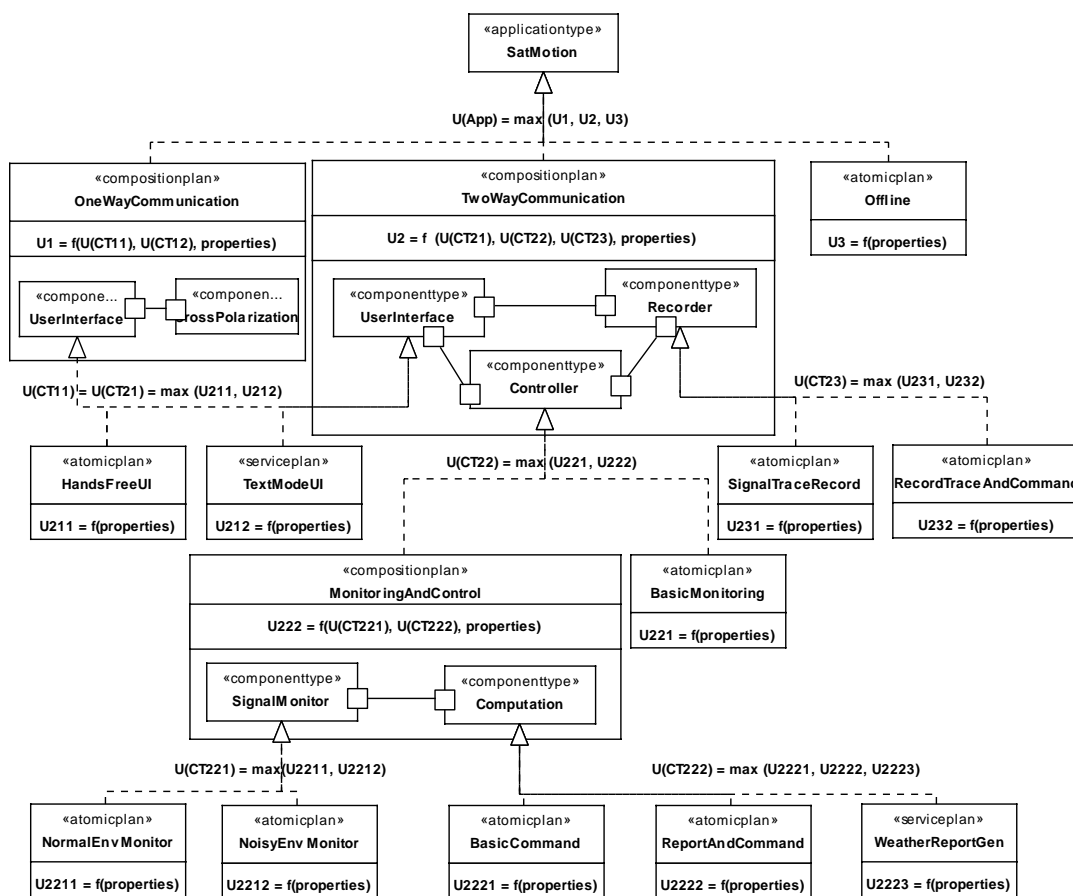 «applicationtype»
SatMotion
U(App) = max (U1, U2, U3)
«compositionplan»
OneWayCommunication
U1 = f(U(CT11), U(CT12), properties)
«compone...
UserInterface
«componen...
CrossPolarization
«compositionplan»
TwoWayCommunication
U2 = f (U(CT21), U(CT22), U(CT23), properties)
«componenttype»
UserInterface
«componenttype»
Recorder
«componenttype»
Controller
«atomicplan»
Offline
U3 = f(properties)
U(CT11) = U(CT21) = max (U211, U212)
U(CT23) = max (U231, U232)
«atomicplan»
HandsFreeUI
U211 = f(properties)
«serviceplan»
TextModeUI
U212 = f(properties)
U(CT22) = max (U221, U222)
«atomicplan»
SignalTraceRecord
U231 = f(properties)
«atomicplan»
RecordTraceAndCommand
U232 = f(properties)
«compositionplan»
MonitoringAndControl
U222 = f(U(CT221), U(CT222), properties)
«componenttype»
SignalMonitor
«componenttype»
Computation
«atomicplan»
BasicMonitoring
U221 = f(properties)
U(CT221) = max(U2211, U2212)
U(CT222) = max (U2221, U2222, U2223)
«atomicplan»
NormalEnvMonitor
U2211 = f(properties)
«atomicplan»
NoisyEnvMonitor
U2212 = f(properties)
«atomicplan»
BasicCommand
U2221 = f(properties)
«atomicplan»
ReportAndCommand
U2222 = f(properties)
«serviceplan»
WeatherReportGen
U2223 = f(properties)